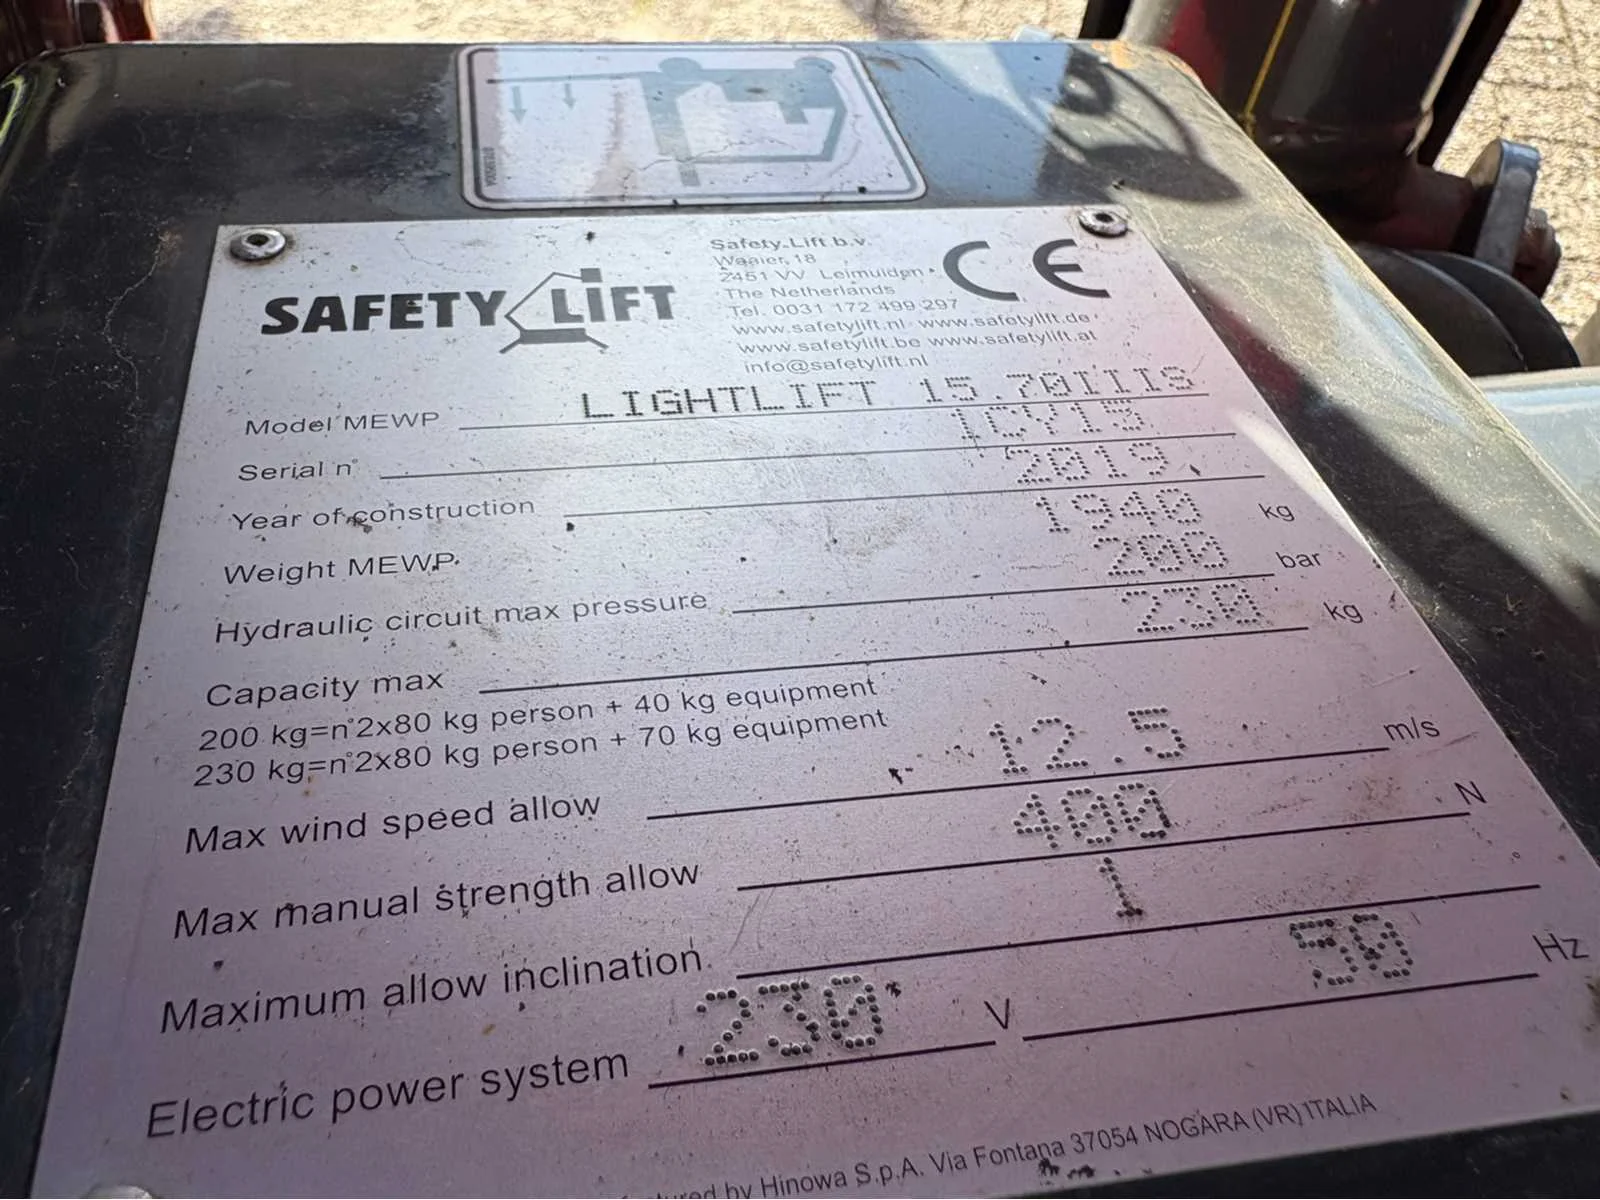 SAFETY LIFT
Safety Lift b.v.
Waaier 18
2451 VV Leimuiden
The Netherlands
Tel. 0031 172 499 297
www.safetylift.nl www.safetylift.de
www.safetylift.be www.safetylift.at
info@safetylift.nl
CE
Model MEWP LIGHTLIFT 15.70IIIS
Serial n° 1CY15
Year of construction 2019
Weight MEWP 1940 kg
Hydraulic circuit max pressure 200 bar
Capacity max 230 kg
200 kg=n°2x80 kg person + 40 kg equipment
230 kg=n°2x80 kg person + 70 kg equipment
Max wind speed allow 12.5 m/s
Max manual strength allow 400 N
Maximum allow inclination 1 °
Electric power system 230 V 50 Hz
by Hinowa S.p.A. Via Fontana 37054 NOGARA (VR) ITALIA